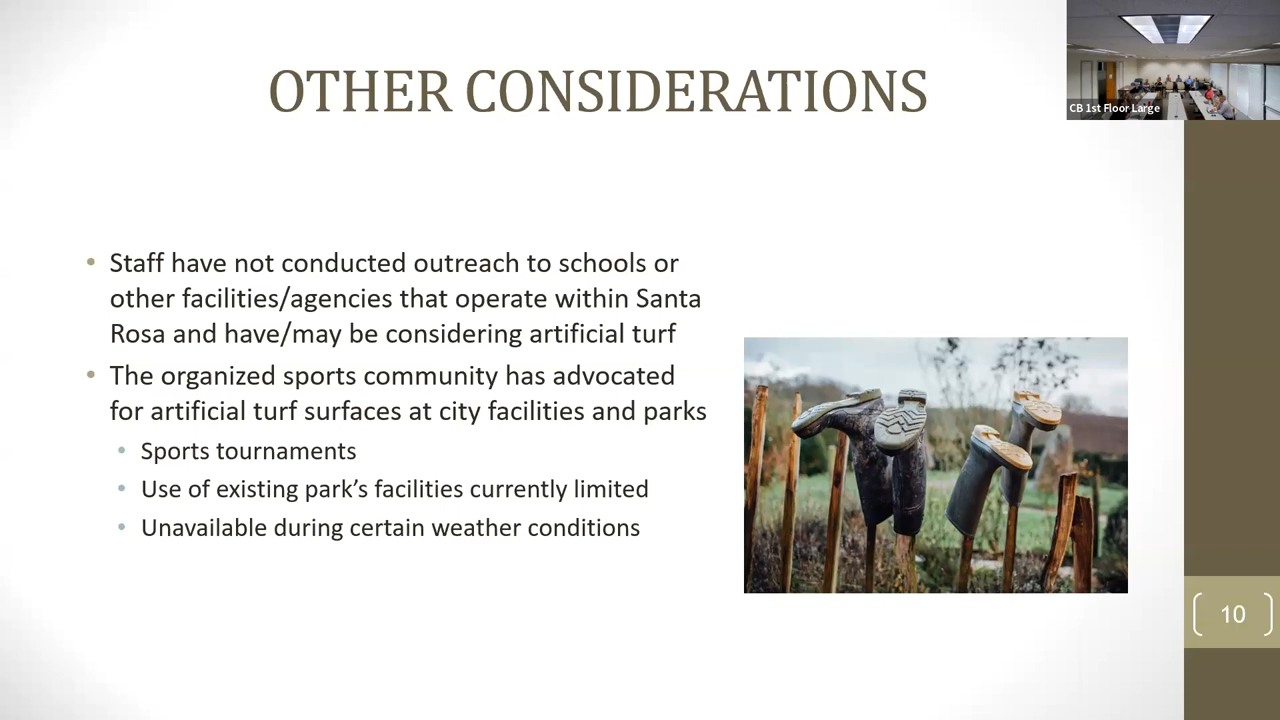 OTHER CONSIDERATIONS
CB 1st Floor Large
• Staff have not conducted outreach to schools or
other facilities/agencies that operate within Santa
Rosa and have/may be considering artificial turf
• The organized sports community has advocated
for artificial turf surfaces at city facilities and parks
• Sports tournaments
• Use of existing park’s facilities currently limited
• Unavailable during certain weather conditions
10